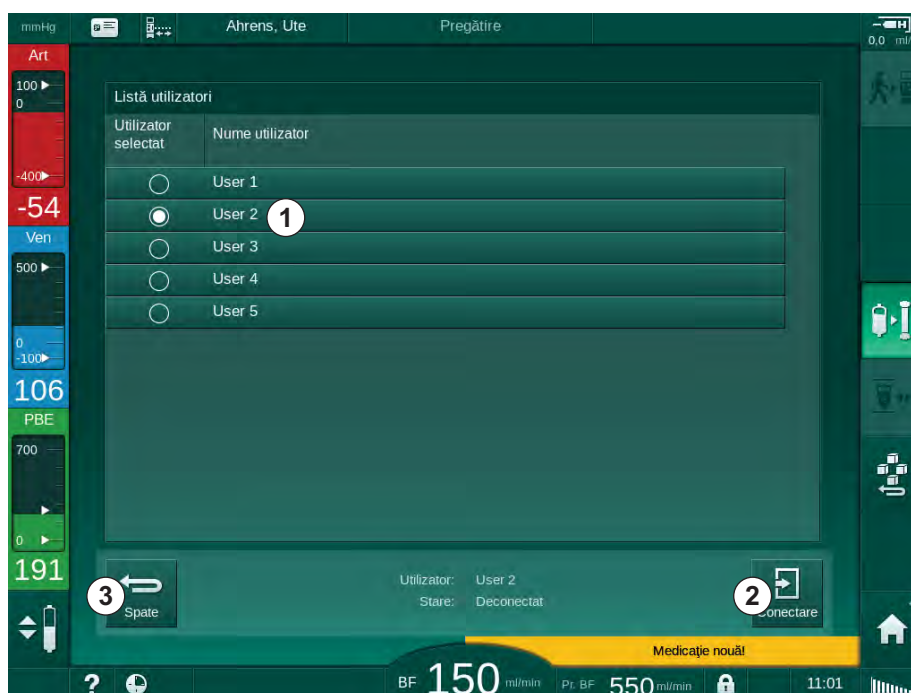 mmHg
Ahrens, Ute
Pregătire
0,0 ml/
Art
100
0
-400
-54
Ven
500
0
-100
106
PBE
700
0
191
Listă utilizatori
Utilizator selectat
Nume utilizator
User 1
User 2
1
User 3
User 4
User 5
3
Spate
Utilizator: User 2
Stare: Deconectat
2
Conectare
Medicație nouă!
?
BF 150 ml/min
Pr. BF 550 ml/min
11:01